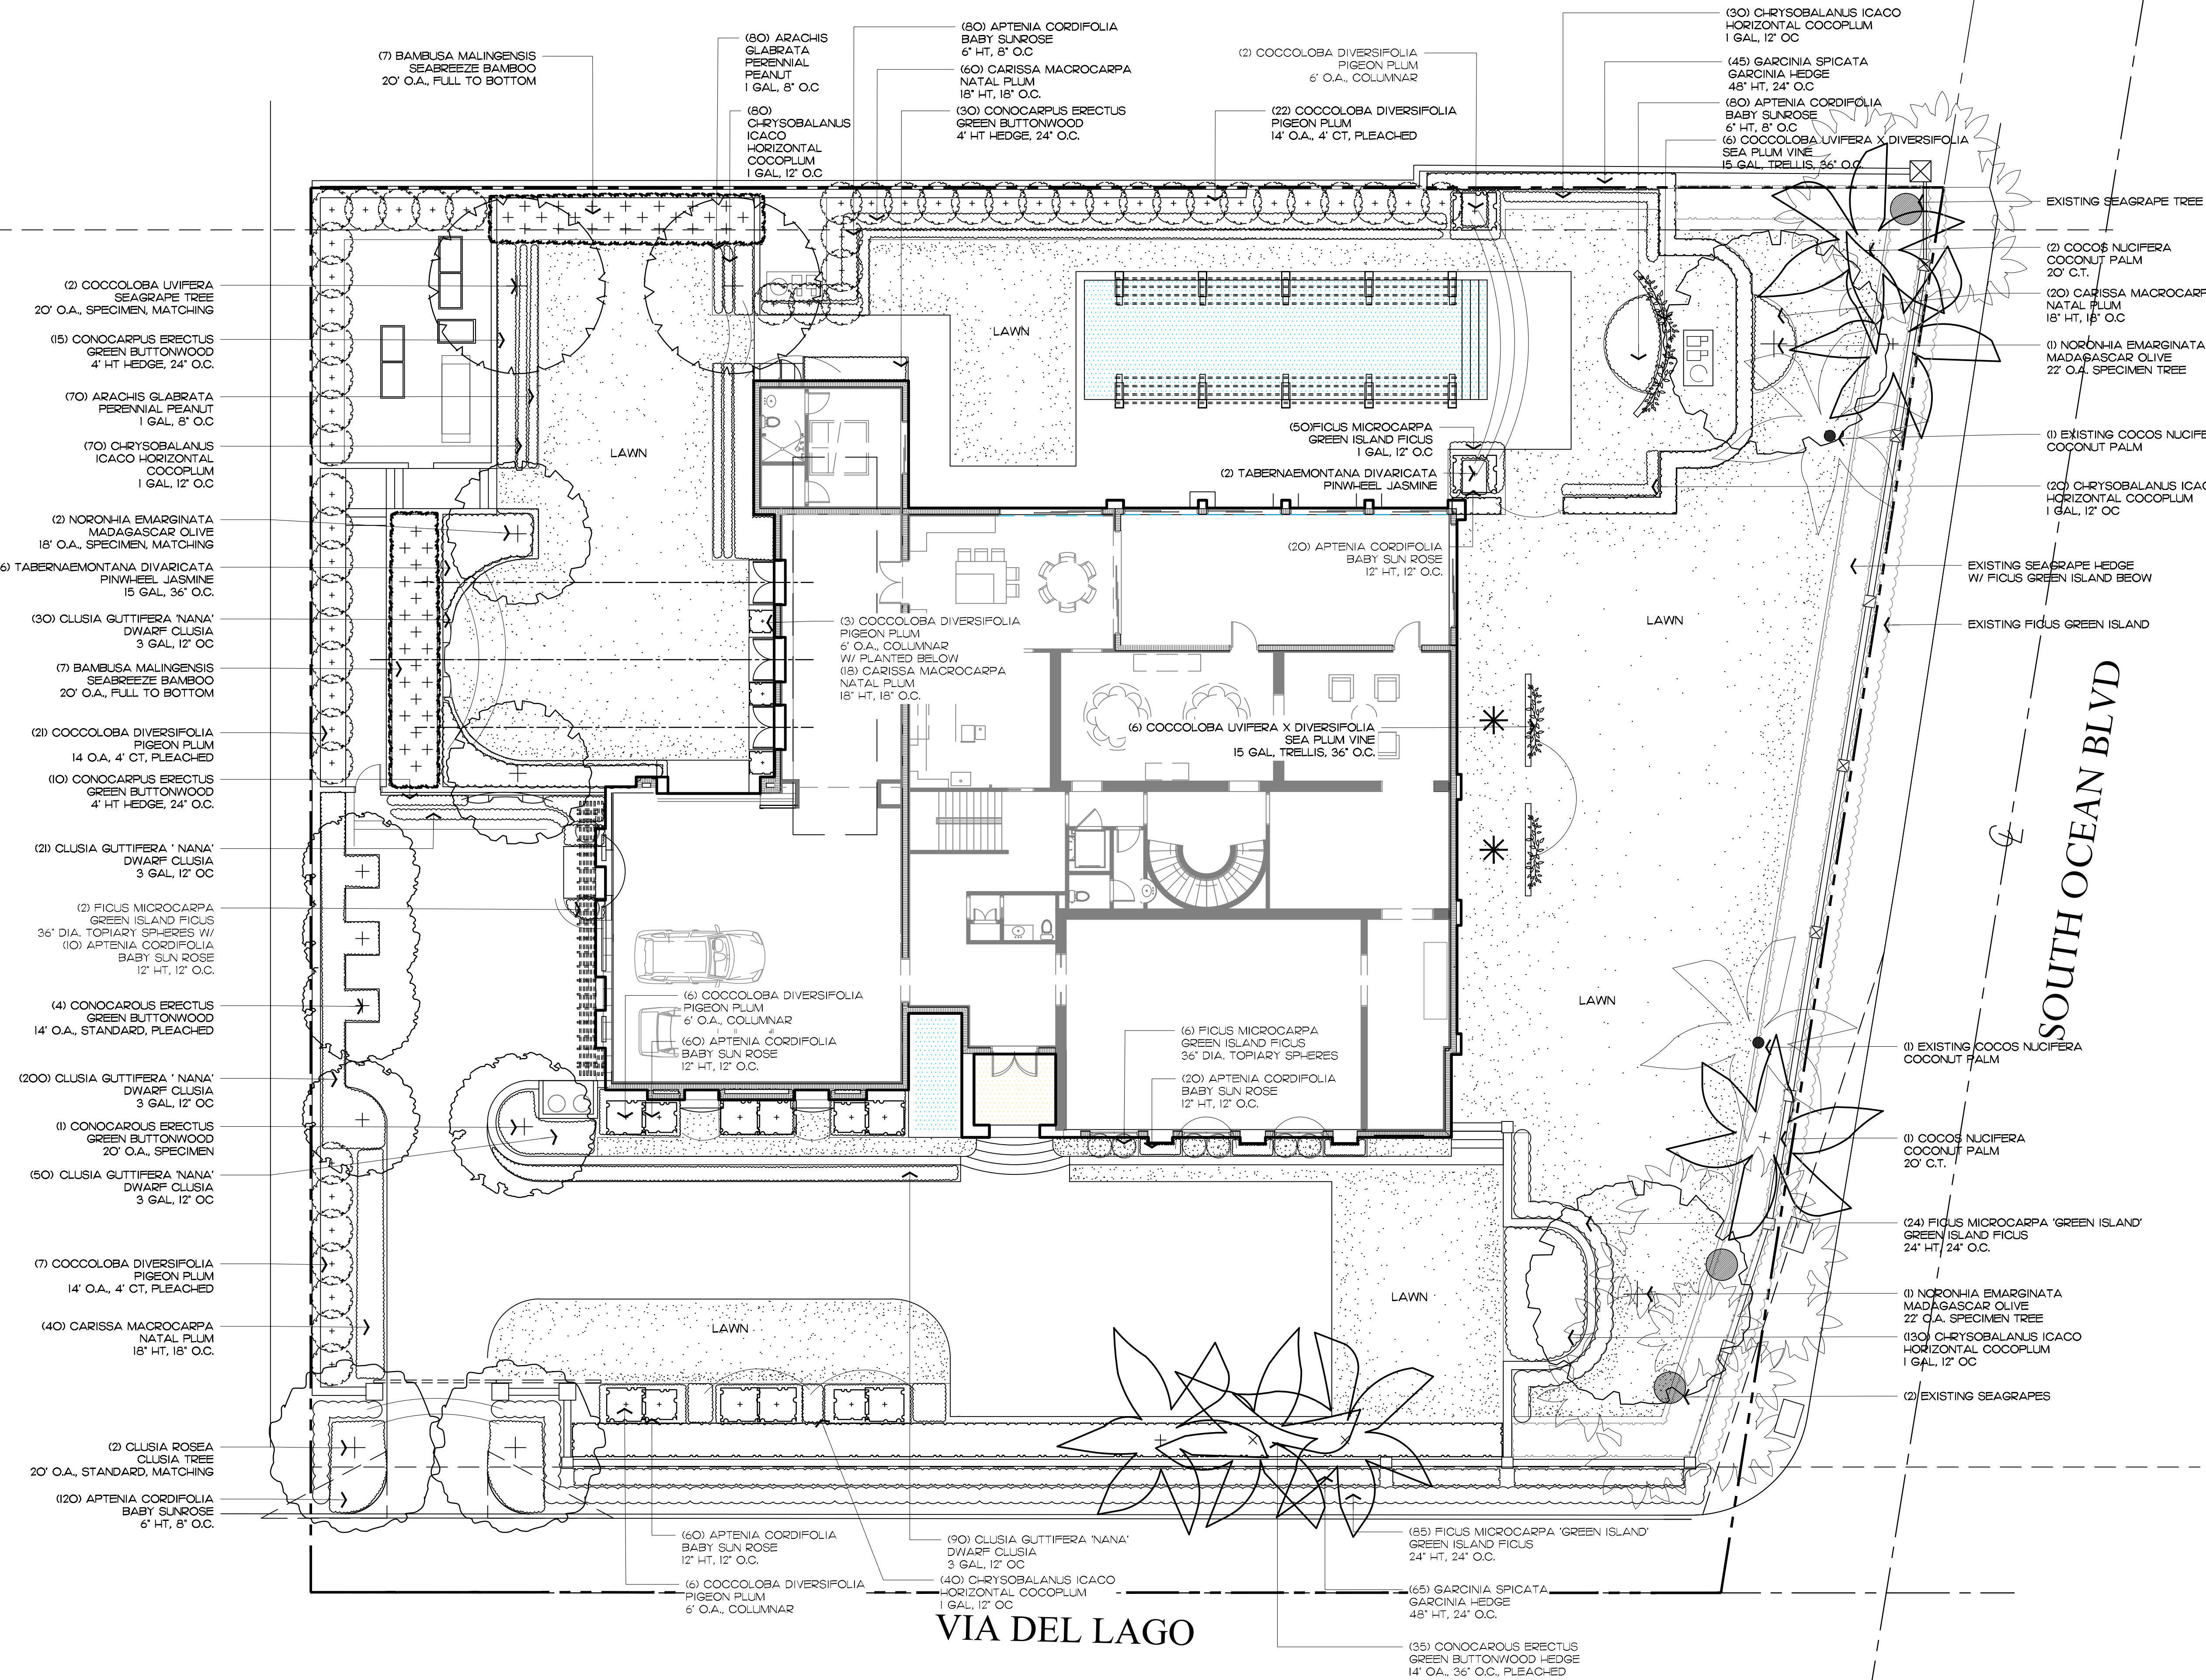 (7) BAMBUSA MALINGENSIS
SEABREEZE BAMBOO
20' O.A., FULL TO BOTTOM
(80) ARACHIS
GLABRATA
PERENNIAL
PEANUT
1 GAL, 8" O.C
(80)
CHRYSOBALANUS
ICACO
HORIZONTAL
COCOPLUM
1 GAL, 12" O.C
(80) APTENIA CORDIFOLIA
BABY SUNROSE
6" HT, 8" O.C
(60) CARISSA MACROCARPA
NATAL PLUM
18" HT, 18" O.C.
(30) CONOCARPUS ERECTUS
GREEN BUTTONWOOD
4' HT HEDGE, 24" O.C.
(2) COCCOLOBA DIVERSIFOLIA
PIGEON PLUM
6' O.A., COLUMNAR
(22) COCCOLOBA DIVERSIFOLIA
PIGEON PLUM
14' O.A., 4' CT, PLEACHED
(30) CHRYSOBALANUS ICACO
HORIZONTAL COCOPLUM
1 GAL, 12" OC
(45) GARCINIA SPICATA
GARCINIA HEDGE
48" HT, 24" O.C
(80) APTENIA CORDIFOLIA
BABY SUNROSE
6" HT, 8" O.C
(6) COCCOLOBA UVIFERA X DIVERSIFOLIA
SEA PLUM VINE
15 GAL, TRELLIS, 36" O.C.
EXISTING SEAGRAPE TREE
(2) COCOS NUCIFERA
COCONUT PALM
20' C.T.
(20) CARISSA MACROCARP
NATAL PLUM
18" HT, 18" O.C
(1) NORONHIA EMARGINATA
MADAGASCAR OLIVE
22' O.A. SPECIMEN TREE
(1) EXISTING COCOS NUCIFE
COCONUT PALM
(20) CHRYSOBALANUS ICAC
HORIZONTAL COCOPLUM
1 GAL, 12" OC
EXISTING SEAGRAPE HEDGE
W/ FICUS GREEN ISLAND BEOW
EXISTING FICUS GREEN ISLAND
SOUTH OCEAN BLVD
(1) EXISTING COCOS NUCIFERA
COCONUT PALM
(1) COCOS NUCIFERA
COCONUT PALM
20' C.T.
(24) FICUS MICROCARPA 'GREEN ISLAND'
GREEN ISLAND FICUS
24" HT, 24" O.C.
(1) NORONHIA EMARGINATA
MADAGASCAR OLIVE
22' O.A. SPECIMEN TREE
(130) CHRYSOBALANUS ICACO
HORIZONTAL COCOPLUM
1 GAL, 12" OC
(2) EXISTING SEAGRAPES
(2) COCCOLOBA UVIFERA
SEAGRAPE TREE
20' O.A., SPECIMEN, MATCHING
(15) CONOCARPUS ERECTUS
GREEN BUTTONWOOD
4' HT HEDGE, 24" O.C.
(70) ARACHIS GLABRATA
PERENNIAL PEANUT
1 GAL, 8" O.C
(70) CHRYSOBALANUS
ICACO HORIZONTAL
COCOPLUM
1 GAL, 12" O.C
(2) NORONHIA EMARGINATA
MADAGASCAR OLIVE
18' O.A., SPECIMEN, MATCHING
6) TABERNAEMONTANA DIVARICATA
PINWHEEL JASMINE
15 GAL, 36" O.C.
(30) CLUSIA GUTTIFERA 'NANA'
DWARF CLUSIA
3 GAL, 12" OC
(7) BAMBUSA MALINGENSIS
SEABREEZE BAMBOO
20' O.A., FULL TO BOTTOM
(21) COCCOLOBA DIVERSIFOLIA
PIGEON PLUM
14 O.A, 4' CT, PLEACHED
(10) CONOCARPUS ERECTUS
GREEN BUTTONWOOD
4' HT HEDGE, 24" O.C.
(21) CLUSIA GUTTIFERA ' NANA'
DWARF CLUSIA
3 GAL, 12" OC
(2) FICUS MICROCARPA
GREEN ISLAND FICUS
36" DIA. TOPIARY SPHERES W/
(10) APTENIA CORDIFOLIA
BABY SUN ROSE
12" HT, 12" O.C.
(4) CONOCAROUS ERECTUS
GREEN BUTTONWOOD
14' O.A., STANDARD, PLEACHED
(200) CLUSIA GUTTIFERA ' NANA'
DWARF CLUSIA
3 GAL, 12" OC
(1) CONOCAROUS ERECTUS
GREEN BUTTONWOOD
20' O.A., SPECIMEN
(50) CLUSIA GUTTIFERA 'NANA'
DWARF CLUSIA
3 GAL, 12" OC
(7) COCCOLOBA DIVERSIFOLIA
PIGEON PLUM
14' O.A., 4' CT, PLEACHED
(40) CARISSA MACROCARPA
NATAL PLUM
18" HT, 18" O.C.
(2) CLUSIA ROSEA
CLUSIA TREE
20' O.A., STANDARD, MATCHING
(120) APTENIA CORDIFOLIA
BABY SUNROSE
6" HT, 8" O.C.
LAWN
LAWN
(50)FICUS MICROCARPA
GREEN ISLAND FICUS
1 GAL, 12" O.C
(2) TABERNAEMONTANA DIVARICATA
PINWHEEL JASMINE
(20) APTENIA CORDIFOLIA
BABY SUN ROSE
12" HT, 12" O.C.
(3) COCCOLOBA DIVERSIFOLIA
PIGEON PLUM
6' O.A., COLUMNAR
W/ PLANTED BELOW
(18) CARISSA MACROCARPA
NATAL PLUM
18" HT, 18" O.C.
LAWN
(6) COCCOLOBA UVIFERA X DIVERSIFOLIA
SEA PLUM VINE
15 GAL, TRELLIS, 36" O.C.
(6) COCCOLOBA DIVERSIFOLIA
PIGEON PLUM
6' O.A., COLUMNAR
(60) APTENIA CORDIFOLIA
BABY SUN ROSE
12" HT, 12" O.C.
(6) FICUS MICROCARPA
GREEN ISLAND FICUS
36" DIA. TOPIARY SPHERES
(20) APTENIA CORDIFOLIA
BABY SUN ROSE
12" HT, 12" O.C.
LAWN
LAWN
LAWN
(60) APTENIA CORDIFOLIA
BABY SUN ROSE
12" HT, 12" O.C.
(6) COCCOLOBA DIVERSIFOLIA
PIGEON PLUM
6' O.A., COLUMNAR
(90) CLUSIA GUTTIFERA 'NANA'
DWARF CLUSIA
3 GAL, 12" OC
(40) CHRYSOBALANUS ICACO
HORIZONTAL COCOPLUM
1 GAL, 12" OC
(85) FICUS MICROCARPA 'GREEN ISLAND'
GREEN ISLAND FICUS
24" HT, 24" O.C.
(65) GARCINIA SPICATA
GARCINIA HEDGE
48" HT, 24" O.C.
(35) CONOCAROUS ERECTUS
GREEN BUTTONWOOD HEDGE
14' OA., 36" O.C., PLEACHED
VIA DEL LAGO